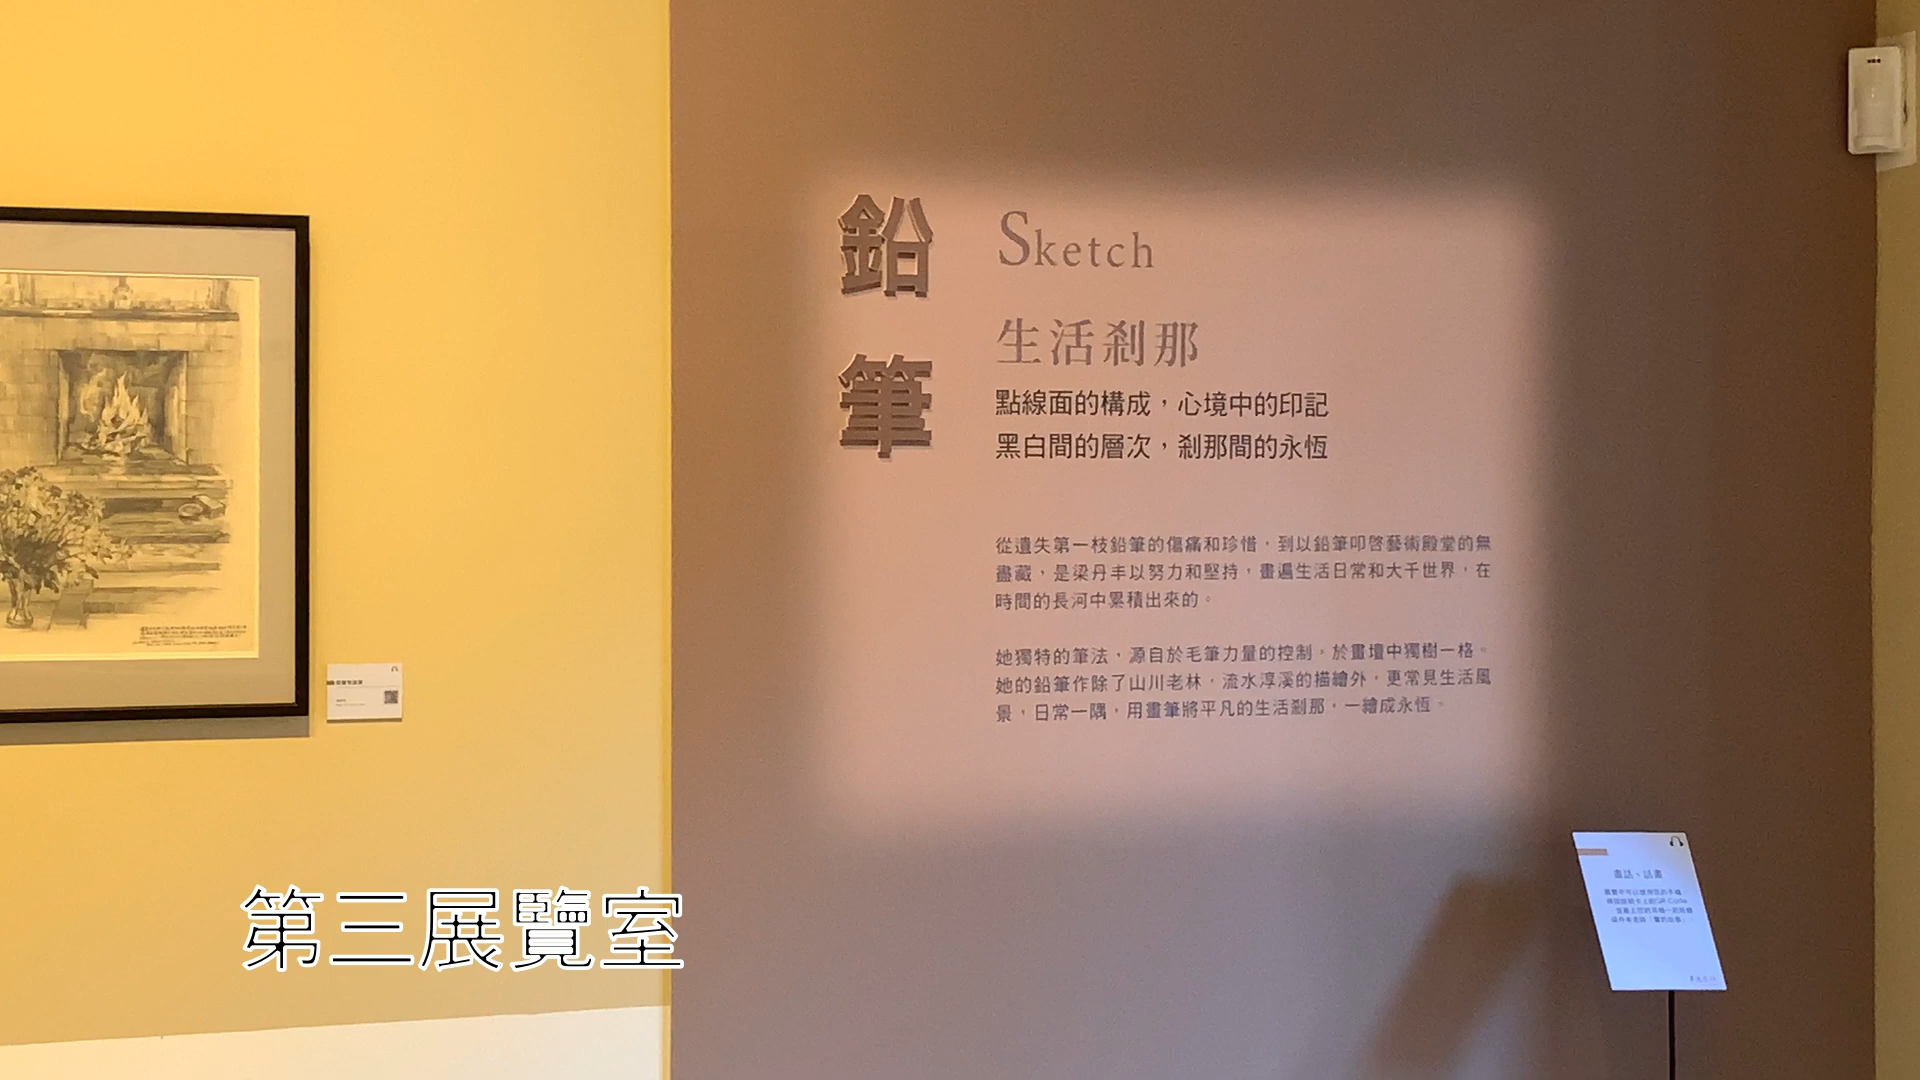 鉛筆
Sketch
生活剎那
點線面的構成，心境中的印記
黑白間的層次，剎那間的永恆
從遺失第一枝鉛筆的傷痛和珍惜，到以鉛筆叩啓藝術殿堂的無
盡藏，是梁丹丰以努力和堅持，畫遍生活日常和大千世界，在
時間的長河中累積出來的。
她獨特的筆法，源自於毛筆力量的控制，於畫壇中獨樹一格。
她的鉛筆作除了山川老林，流水淳溪的描繪外，更常見生活風
景，日常一隅，用畫筆將平凡的生活剎那，一繪成永恆。
畫話、話畫
第三展覽室